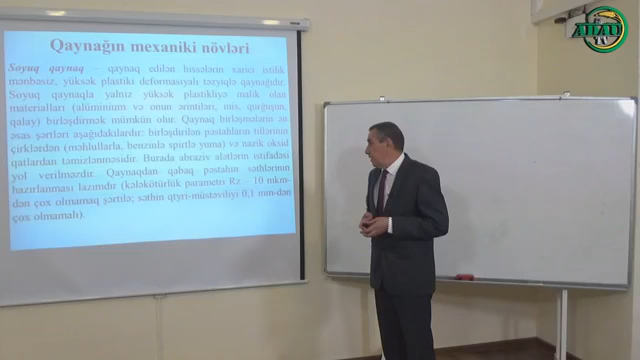 Qaynağın mexaniki növləri
Soyuq qaynaq – qaynaq edilən hissələrin xarici istilik
mənbəsiz, yüksək plastiki deformasiyalı təzyiqlə qaynağıdır.
Soyuq qaynaqla yalnız yüksək plastikliyə malik olan
materialları (alüminium və onun ərintiləri, mis, qurğuşun,
qalay) birləşdirmək mümkün olur. Qaynaq birləşmələrin ən
əsas şərtləri aşağıdakılardır: birləşdirilən pəstahların tillərinin
çirklərdən (məhlullarla, benzinlə spirtlə yuma) və nazik oksid
qatlardan təmizlənməsidir. Burada abraziv alətlərin istifadəsi
yol verilməzdir. Qaynaqdan qabaq pəstahın səthlərinin
hazırlanması lazımdır (kələkötürlük parametri Rz – 10 mkm-
dən çox olmamaq şərtilə; səthin qtyri-müstəviliyi 0,1 mm-dən
çox olmamalı).
ADAU
TV